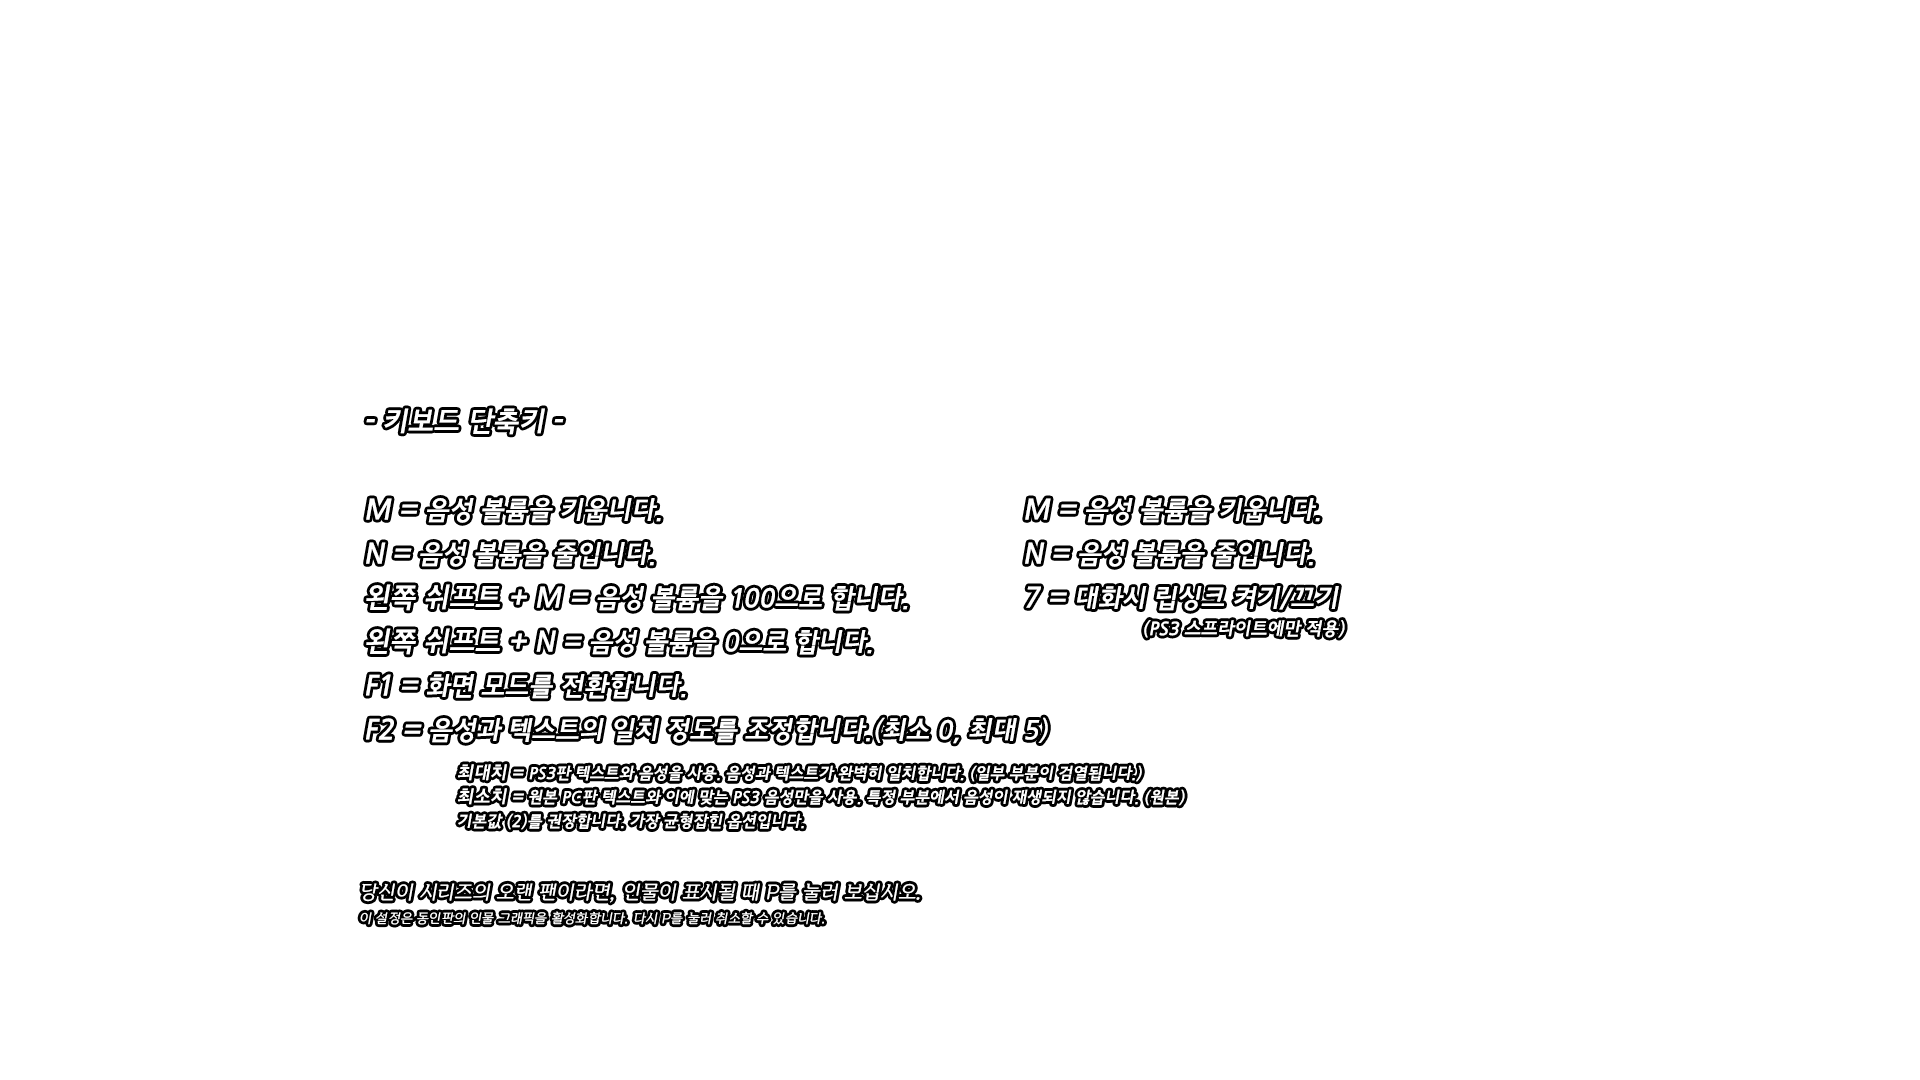 - 키보드 단축키 -
M = 음성 볼륨을 키웁니다.
N = 음성 볼륨을 줄입니다.
왼쪽 쉬프트 + M = 음성 볼륨을 100으로 합니다.
왼쪽 쉬프트 + N = 음성 볼륨을 0으로 합니다.
F1 = 화면 모드를 전환합니다.
F2 = 음성과 텍스트의 일치 정도를 조정합니다.(최소 0, 최대 5)
최대치 = PS3판 텍스트와 음성을 사용. 음성과 텍스트가 완벽히 일치합니다. (일부 부분이 검열됩니다.)
최소치 = 원본 PC판 텍스트와 이에 맞는 PS3 음성만을 사용. 특정 부분에서 음성이 재생되지 않습니다. (원본)
기본값 (2)를 권장합니다. 가장 균형잡힌 옵션입니다.
M = 음성 볼륨을 키웁니다.
N = 음성 볼륨을 줄입니다.
7 = 대화시 립싱크 켜기/끄기
(PS3 스프라이트에만 적용)
당신이 시리즈의 오랜 팬이라면, 인물이 표시될 때 P를 눌러 보십시오.
이 설정은 동인판의 인물 그래픽을 활성화합니다. 다시 P를 눌러 취소할 수 있습니다.